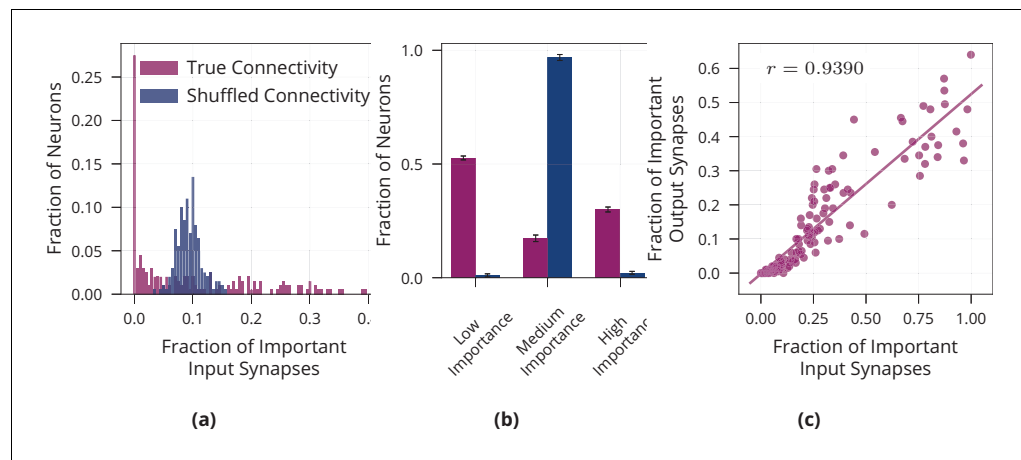 Fraction of Neurons
0.25
0.20
0.15
0.10
0.05
0.00
True Connectivity
Shuffled Connectivity
0.0
0.1
0.2
0.3
Fraction of Important
Input Synapses
(a)
Fraction of Neurons
1.0
0.5
0.0
Low
Importance
Medium
Importance
High
Importanc
(b)
Fraction of Important
Output Synapses
0.6
0.5
0.4
0.3
0.2
0.1
0.0
r = 0.9390
0.00
0.25
0.50
0.75
1.00
Fraction of Important
Input Synapses
(c)